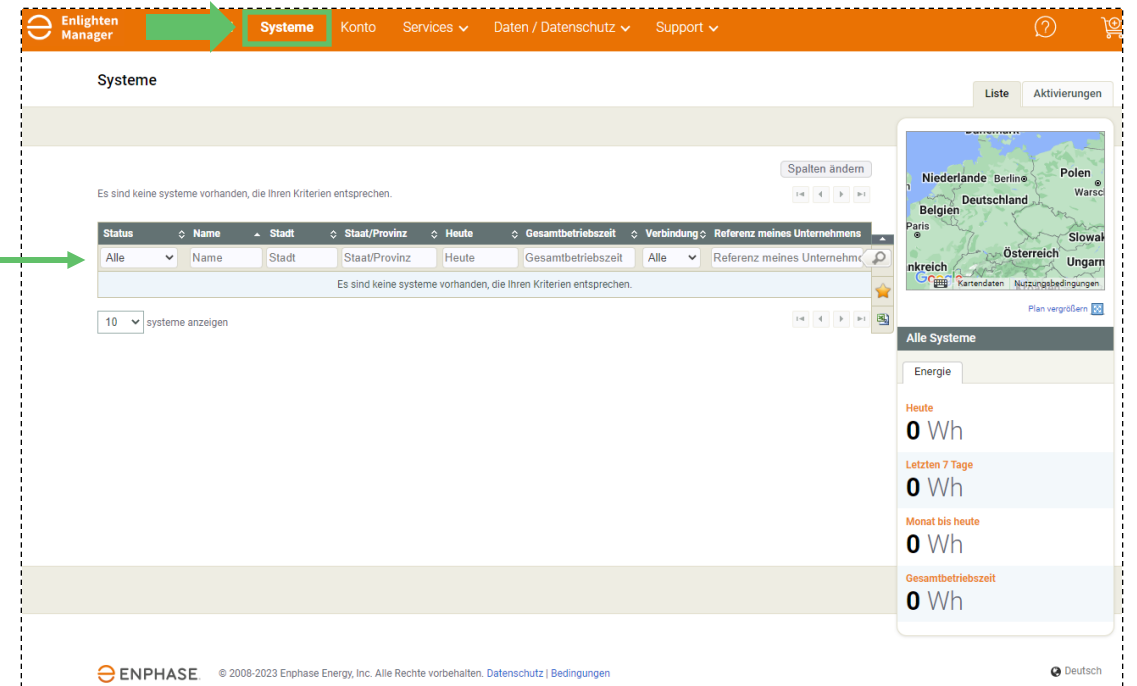 Enlighten
Manager
Systeme
Konto
Services
Daten / Datenschutz
Support
Systeme
Liste
Aktivierungen
Spalten ändern
Es sind keine systeme vorhanden, die Ihren Kriterien entsprechen.
Status
Name
Stadt
Staat/Provinz
Heute
Gesamtbetriebszeit
Verbindung
Referenz meines Unternehmens
Alle
Name
Stadt
Staat/Provinz
Heute
Gesamtbetriebszeit
Alle
Referenz meines Unternehmc
Es sind keine systeme vorhanden, die Ihren Kriterien entsprechen.
10
systeme anzeigen
Niederlande
Berlin
Polen
Warsc
Deutschland
Belgien
Paris
Slowak
Österreich
Ungarn
nkreich
Kartendaten
Nutzungsbedingungen
Plan vergrößern
Alle Systeme
Energie
Heute
0 Wh
Letzten 7 Tage
0 Wh
Monat bis heute
0 Wh
Gesamtbetriebszeit
0 Wh
ENPHASE.
© 2008-2023 Enphase Energy, Inc. Alle Rechte vorbehalten. Datenschutz | Bedingungen
Deutsch